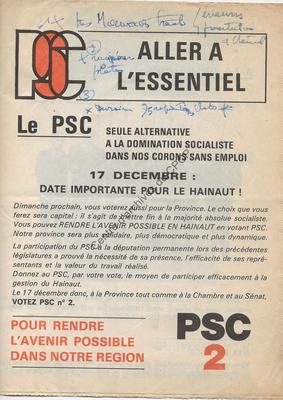 PSC
ALLER A
L'ESSENTIEL
Le PSC
SEULE ALTERNATIVE
A LA DOMINATION SOCIALISTE
DANS NOS CORONS SANS EMPLOI
17 DECEMBRE :
DATE IMPORTANTE POUR LE HAINAUT !
Dimanche prochain, vous voterez aussi pour la Province. Le choix que vous
ferez sera capital : il s'agit de mettre fin à la majorité absolue socialiste.
Vous pouvez RENDRE L'AVENIR POSSIBLE EN HAINAUT en votant PSC.
Notre province sera plus solidaire, plus démocratique et plus dynamique.
La participation du PSC à la députation permanente lors des précédentes
législatures a prouvé la nécessité de sa présence, l'efficacité de ses repré-
sentants et la valeur du travail réalisé.
Donnez au PSC, par votre vote, le moyen de participer efficacement à la
gestion du Hainaut.
Le 17 décembre donc, à la Province tout comme à la Chambre et au Sénat,
VOTEZ PSC n° 2.
POUR RENDRE
L'AVENIR POSSIBLE
DANS NOTRE REGION
PSC
2